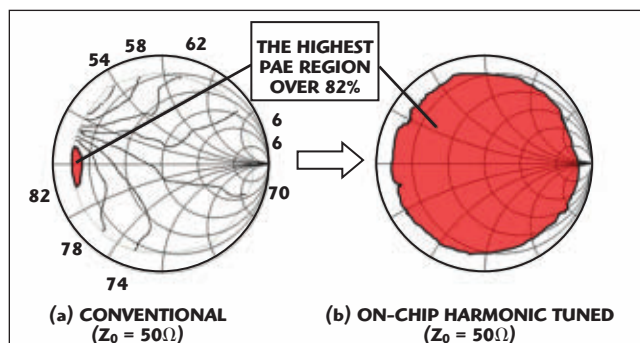 54
58
62
THE HIGHEST
PAE REGION
OVER 82%
6
6
70
82
78
74
(a) CONVENTIONAL
(Z0 = 50Ω)
(b) ON-CHIP HARMONIC TUNED
(Z0 = 50Ω)